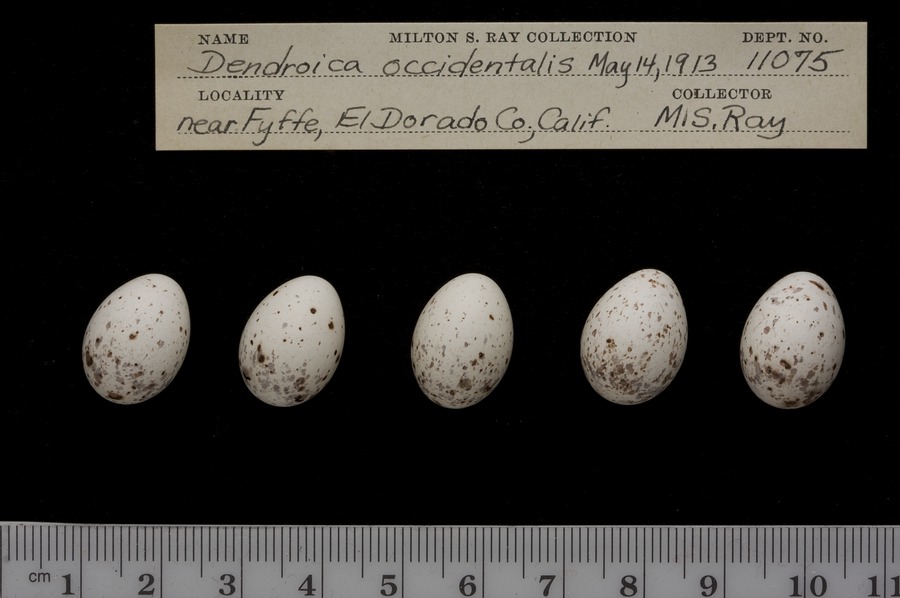 NAME MILTON S. RAY COLLECTION DEPT. NO.
Dendroica occidentalis May 14, 1913 11075
LOCALITY COLLECTOR
near Fyffe, El Dorado Co, Calif. M.S. Ray
cm 1 2 3 4 5 6 7 8 9 10 11